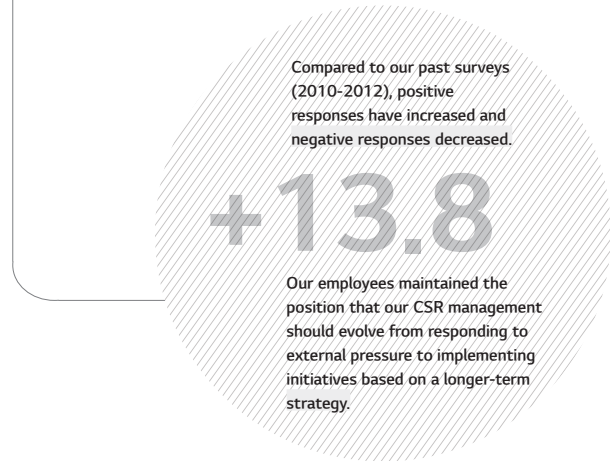 Compared to our past surveys
(2010-2012), positive
responses have increased and
negative responses decreased.
+13.8
Our employees maintained the
position that our CSR management
should evolve from responding to
external pressure to implementing
initiatives based on a longer-term
strategy.